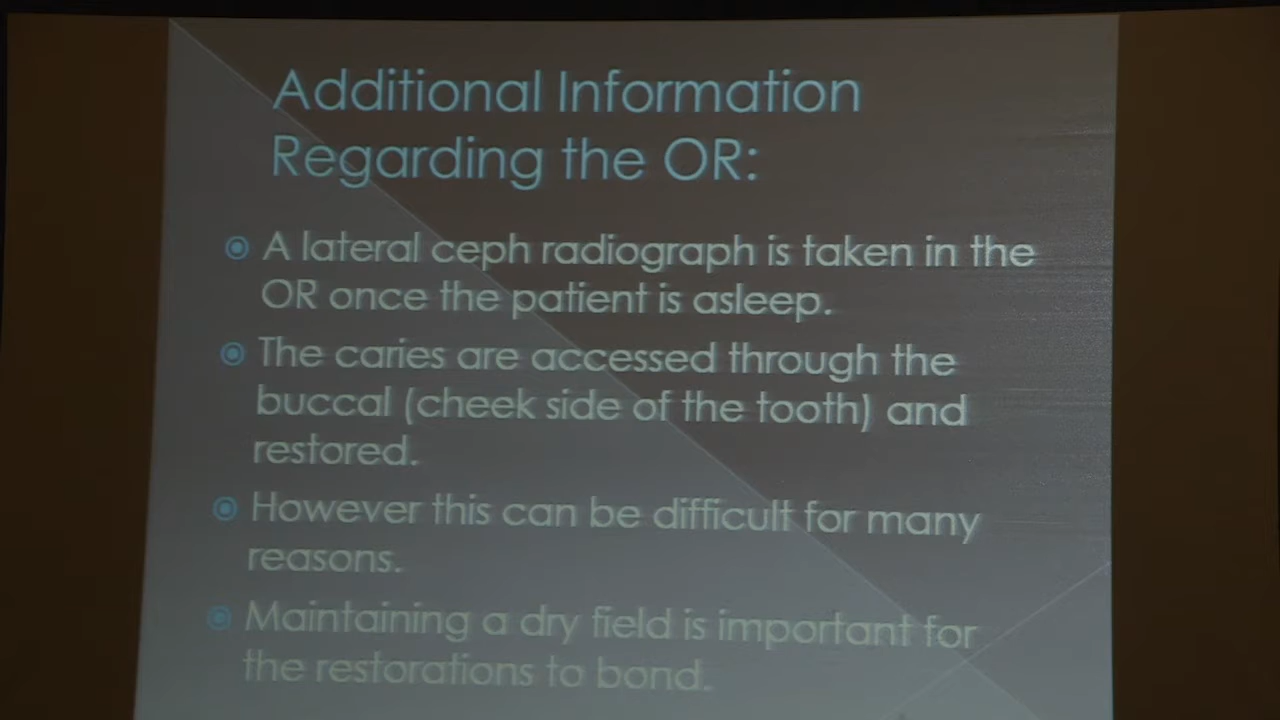 Additional Information
Regarding the OR:
A lateral ceph radiograph is taken in the
OR once the patient is asleep.
The caries are accessed through the
buccal (cheek side of the tooth) and
restored.
However this can be difficult for many
reasons.
Maintaining a dry field is important for
the restorations to bond.